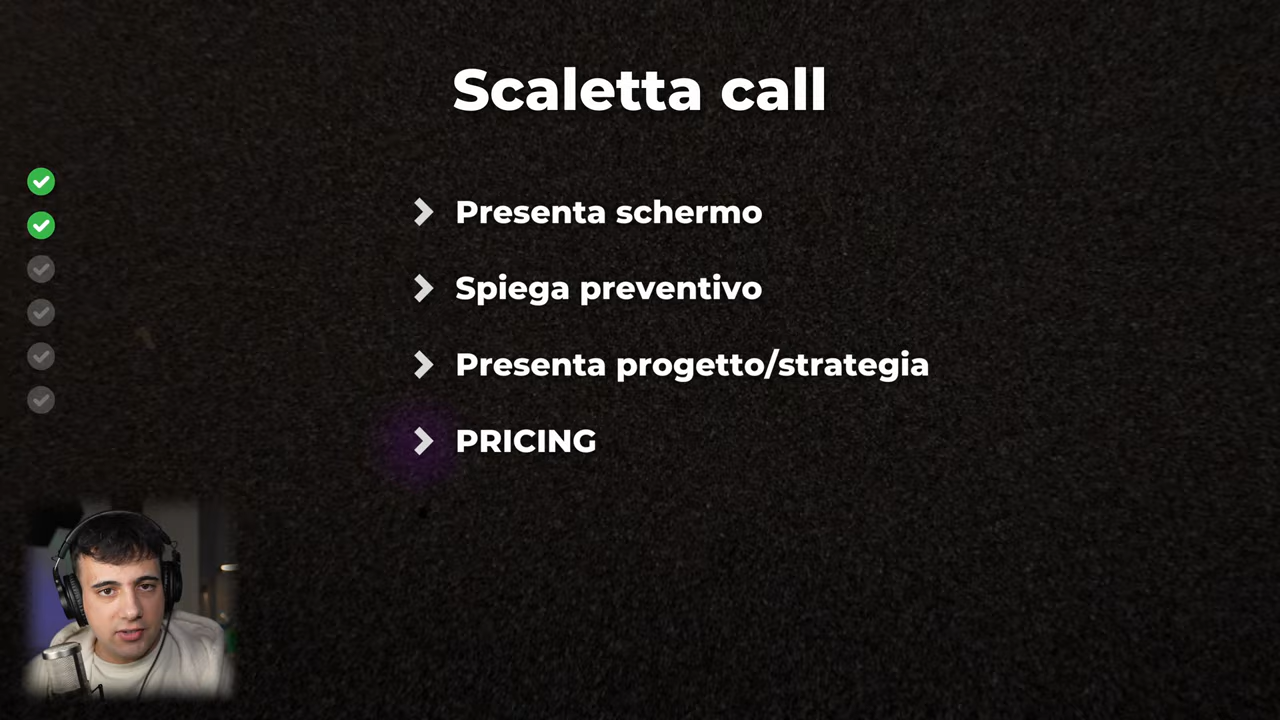 Scaletta call
Presenta schermo
Spiega preventivo
Presenta progetto/strategia
PRICING